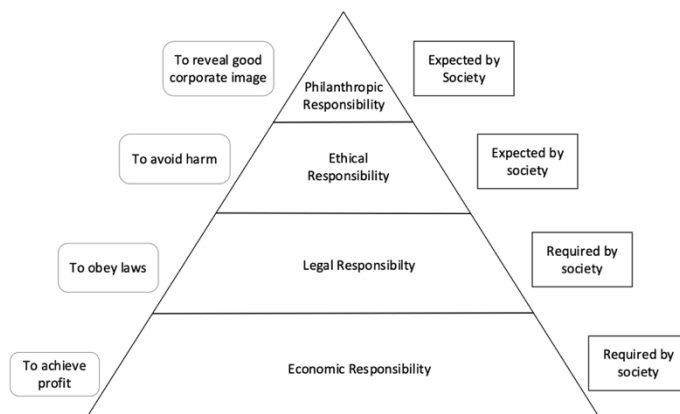 To reveal good
corporate image
Philanthropic
Responsibility
Expected by
Society
To avoid harm
Ethical
Responsibility
Expected by
society
To obey laws
Legal Responsibilty
Required by
society
To achieve
profit
Economic Responsibility
Required by
society